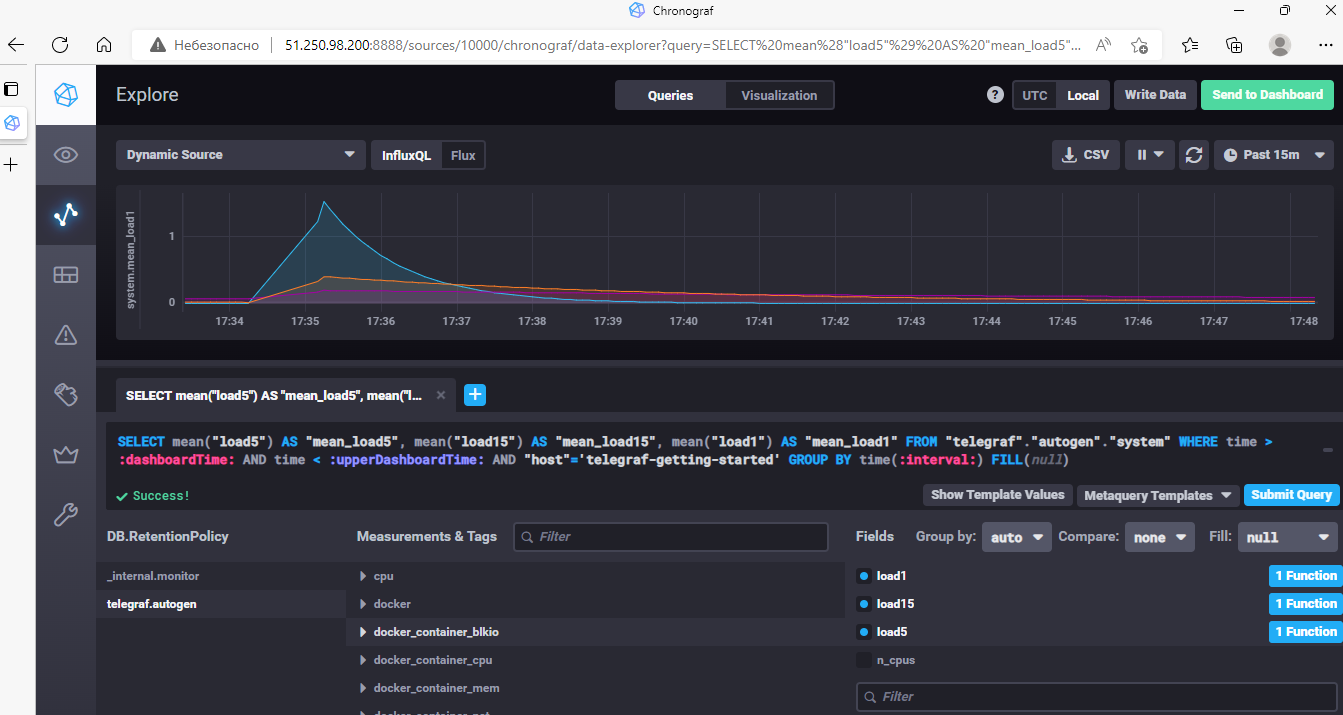 Chronograf
Небезопасно 51.250.98.200:8888/sources/10000/chronograf/data-explorer?query=SELECT%20mean%28"load5"%29%20AS%20"mean_load5"...
Explore
Queries
Visualization
? UTC Local Write Data Send to Dashboard
Dynamic Source
InfluxQL Flux
CSV
Past 15m
system.mean_load1
1
0
17:34 17:35 17:36 17:37 17:38 17:39 17:40 17:41 17:42 17:43 17:44 17:45 17:46 17:47 17:48
SELECT mean("load5") AS "mean_load5", mean("l... × +
SELECT mean("load5") AS "mean_load5", mean("load15") AS "mean_load15", mean("load1") AS "mean_load1" FROM "telegraf"."autogen"."system" WHERE time >
:dashboardTime: AND time < :upperDashboardTime: AND "host"='telegraf-getting-started' GROUP BY time(:interval:) FILL(null)
Success!
Show Template Values Metaquery Templates Submit Query
DB.RetentionPolicy
_internal.monitor
telegraf.autogen
Measurements & Tags
Filter
cpu
docker
docker_container_blkio
docker_container_cpu
docker_container_mem
docker_container_net
Fields
Group by: auto Compare: none Fill: null
load1 1 Function
load15 1 Function
load5 1 Function
n_cpus
Filter